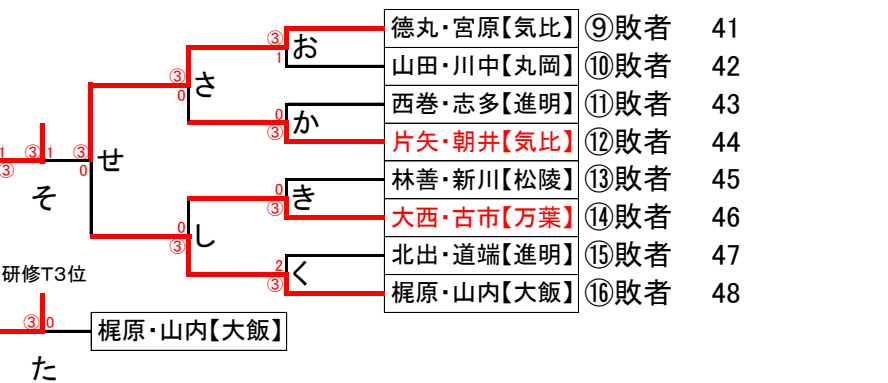 徳丸・宮原【気比】 ⑨敗者 41
③
1
お
山田・川中【丸岡】 ⑩敗者 42
③
0
さ
西巻・志多【進明】 ⑪敗者 43
0
③
か
片矢・朝井【気比】 ⑫敗者 44
1
③
③ 1
③
0
せ
そ
林善・新川【松陵】 ⑬敗者 45
0
③
き
大西・古市【万葉】 ⑭敗者 46
0
③
し
北出・道端【進明】 ⑮敗者 47
2
③
く
梶原・山内【大飯】 ⑯敗者 48
研修T3位
③ 0
梶原・山内【大飯】
た